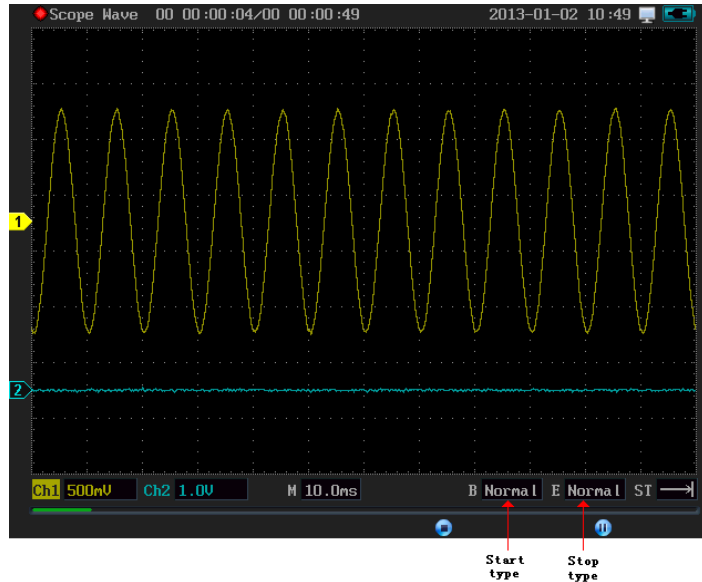 Scope Wave 00 00:00:04/00 00:00:49 2013-01-02 10:49
1
2
Ch1 500mV Ch2 1.0V M 10.0ms B Normal E Normal ST
Start type
Stop type